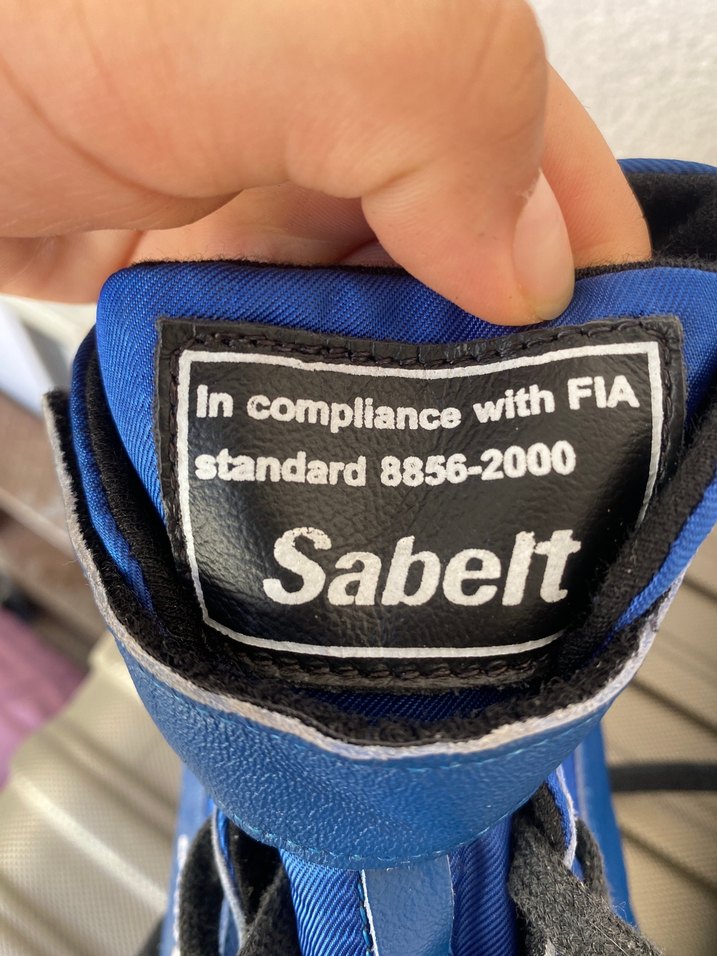 In compliance with FIA
standard 8856-2000
Sabelt